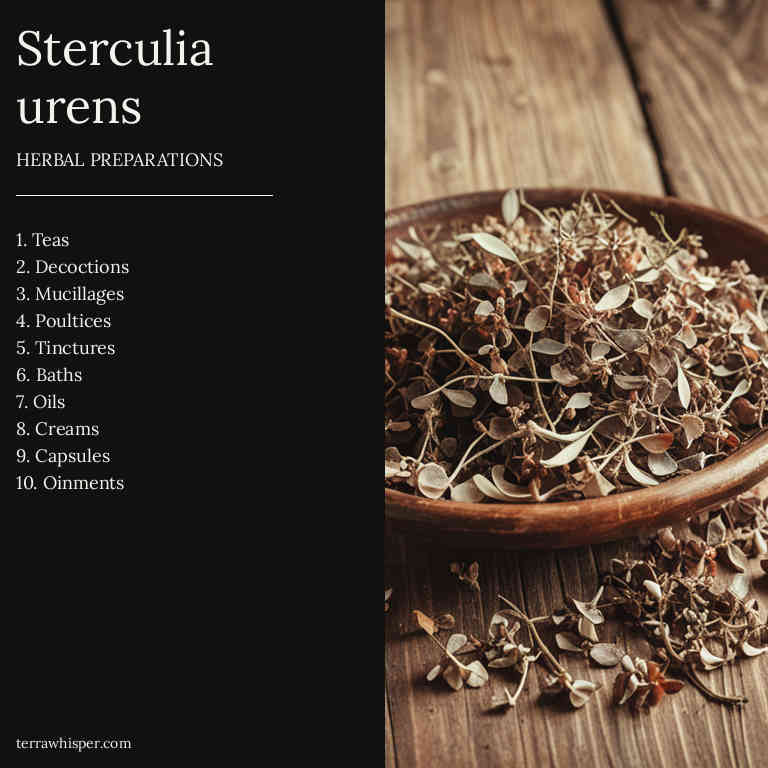 Sterculia
urens
HERBAL PREPARATIONS
1. Teas
2. Decoctions
3. Mucillages
4. Poultices
5. Tinctures
6. Baths
7. Oils
8. Creams
9. Capsules
10. Oinments
terrawhisper.com